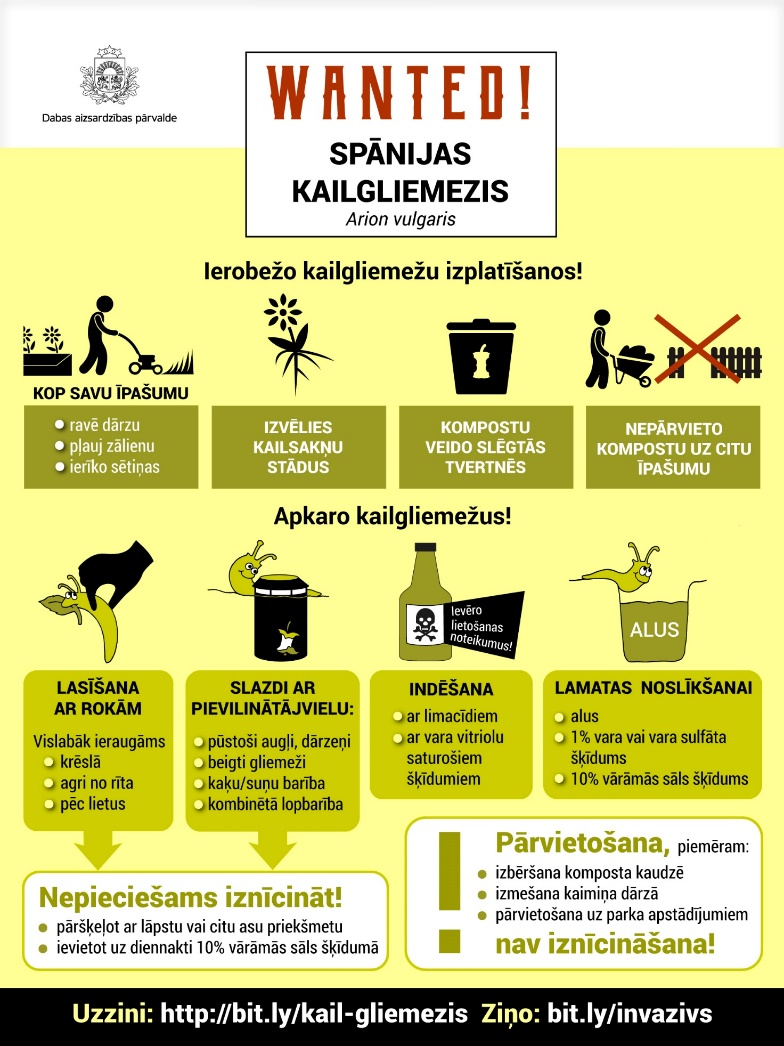 Dabas aizsardzības pārvalde
WANTED!
SPĀNIJAS
KAILGLIEMEZIS
Arion vulgaris
Ierobežo kailgliemežu izplatīšanos!
KOP SAVU ĪPAŠUMU
ravē dārzu
pļauj zālienu
ierīko sētiņas
IZVĒLIES
KAILSAKŅU
STĀDUS
KOMPOSTU
VEIDO SLĒGTĀS
TVERTNĒS
NEPĀRVIETO
KOMPOSTU UZ CITU
ĪPAŠUMU
Apkaro kailgliemežus!
Ievēro
lietošanas
noteikumus!
ALUS
LASĪŠANA
AR ROKĀM
Vislabāk ieraugāms
krēslā
agri no rīta
pēc lietus
SLAZDI AR
PIEVILINĀTĀJVIELU:
pūstoši augļi, dārzeņi
beigti gliemeži
kaķu/suņu barība
kombinētā lopbarība
INDĒŠANA
ar limacīdiem
ar vara vitriolu
saturošiem
šķīdumiem
LAMATAS NOSLĪKŠANAI
alus
1% vara vai vara sulfāta
šķīdums
10% vārāmās sāls šķīdums
Nepieciešams iznīcināt!
pāršķeļot ar lāpstu vai citu asu priekšmetu
ievietot uz diennakti 10% vārāmās sāls šķīdumā
! Pārvietošana, piemēram:
izbēršana komposta kaudzē
izmešana kaimiņa dārzā
pārvietošana uz parka apstādījumiem
nav iznīcināšana!
Uzzini: http://bit.ly/kail-gliemezis Ziņo: bit.ly/invazivs